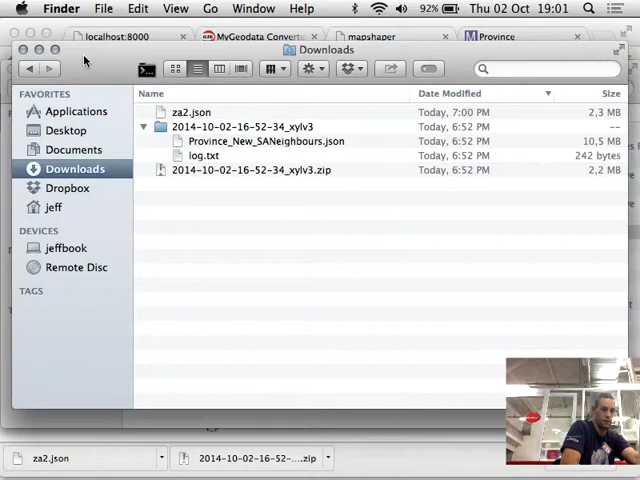 Finder File Edit View Go Window Help 92% Thu 02 Oct 19:01
localhost:8000 MyGeodata Converte mapshaper Province
Downloads
FAVORITES
Applications
Desktop
Documents
Downloads
Dropbox
jeff
DEVICES
jeffbook
Remote Disc
TAGS
Name Date Modified Size
za2.json Today, 7:00 PM 2,3 MB
2014-10-02-16-52-34_xylv3 Today, 6:52 PM --
Province_New_SANeighbours.json Today, 6:52 PM 10,5 MB
log.txt Today, 6:52 PM 242 bytes
2014-10-02-16-52-34_xylv3.zip Today, 6:52 PM 2,2 MB
za2.json 2014-10-02-16-52-....zip